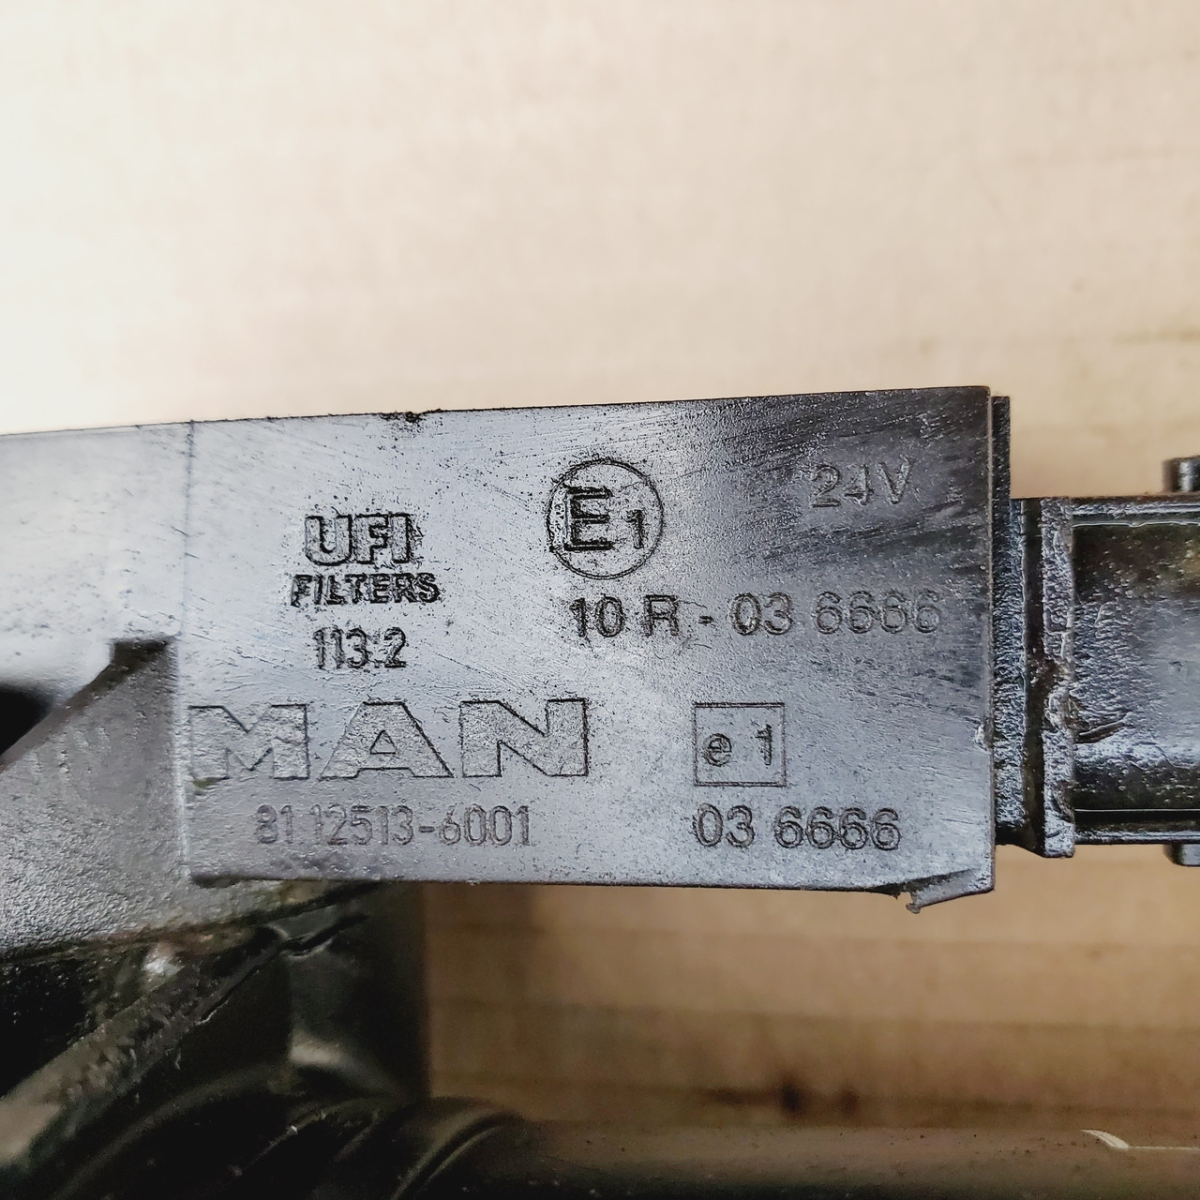 24V
E1
UFI
FILTERS
10 R - 03 6666
113.2
MAN
e 1
81.12513-6001
03 6666